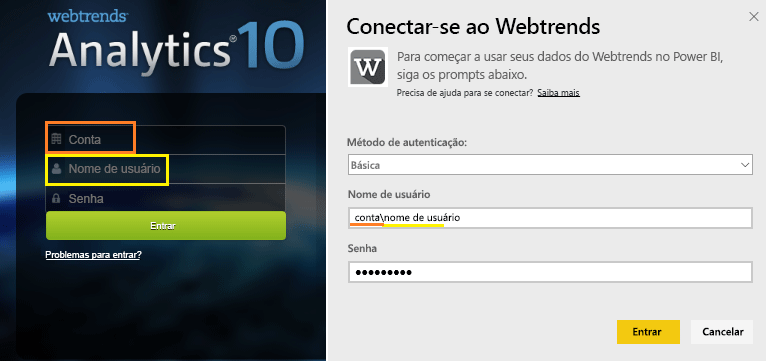 webtrends
Analytics® 10
Conta
Nome de usuário
Senha
Entrar
Problemas para entrar?
Conectar-se ao Webtrends
W
Para começar a usar seus dados do Webtrends no Power BI,
siga os prompts abaixo.
Precisa de ajuda para se conectar? Saiba mais
Método de autenticação:
Básica
Nome de usuário
conta\nome de usuário
Senha
●●●●●●●●●
Entrar
Cancelar